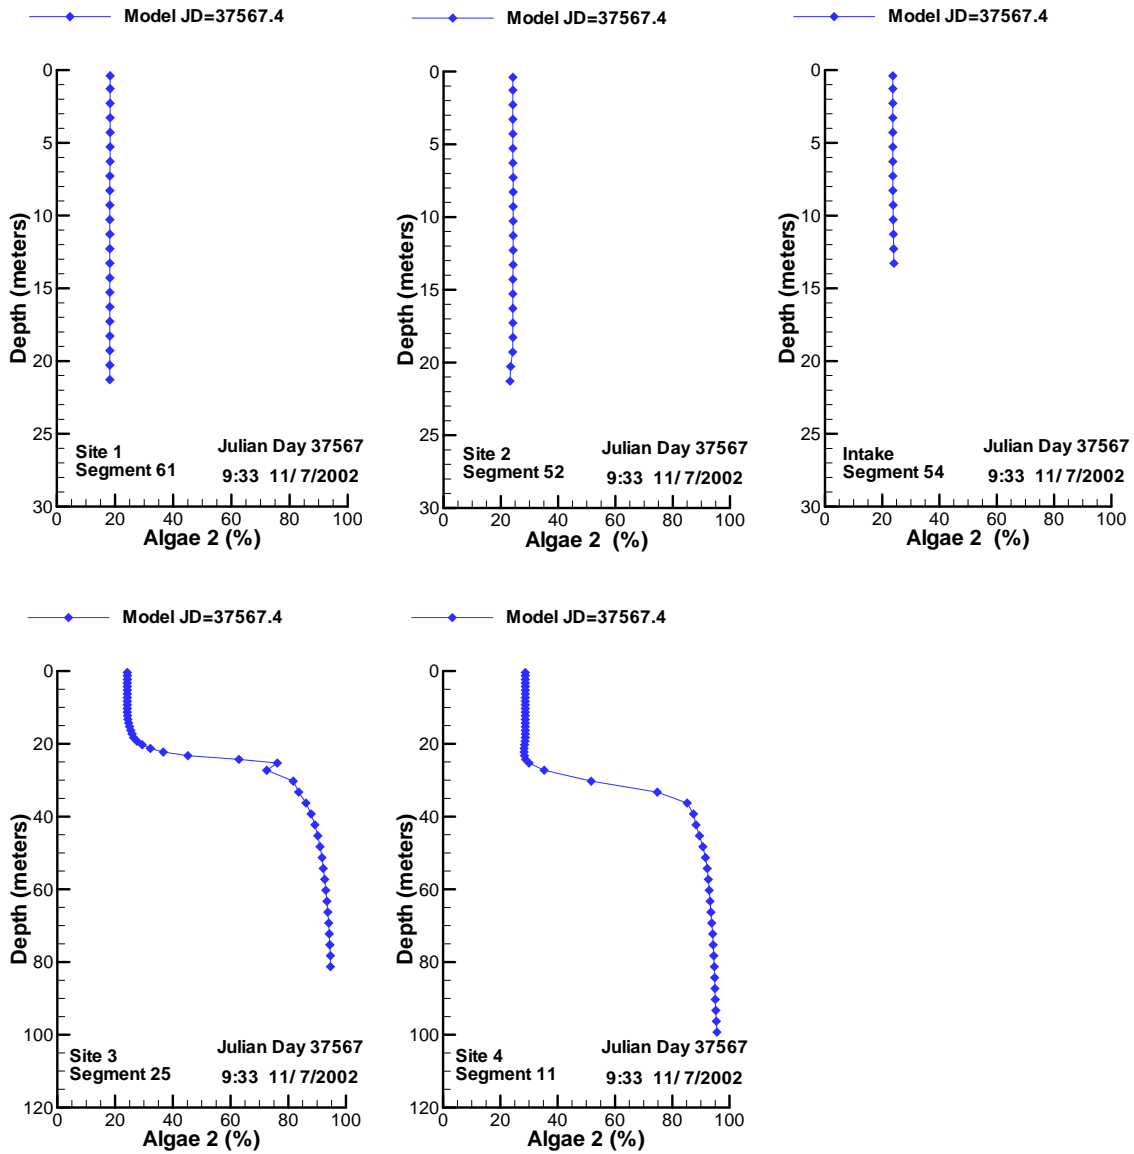 Model JD=37567.4
0
5
10
15
20
25
30
Depth (meters)
Site 1
Segment 61
Julian Day 37567
9:33 11/ 7/2002
0 20 40 60 80 100
Algae 2 (%)
Model JD=37567.4
0
5
10
15
20
25
30
Depth (meters)
Site 2
Segment 52
Julian Day 37567
9:33 11/ 7/2002
0 20 40 60 80 100
Algae 2 (%)
Model JD=37567.4
0
5
10
15
20
25
30
Depth (meters)
Intake
Segment 54
Julian Day 37567
9:33 11/ 7/2002
0 20 40 60 80 100
Algae 2 (%)
Model JD=37567.4
0
20
40
60
80
100
120
Depth (meters)
Site 3
Segment 25
Julian Day 37567
9:33 11/ 7/2002
0 20 40 60 80 100
Algae 2 (%)
Model JD=37567.4
0
20
40
60
80
100
120
Depth (meters)
Site 4
Segment 11
Julian Day 37567
9:33 11/ 7/2002
0 20 40 60 80 100
Algae 2 (%)